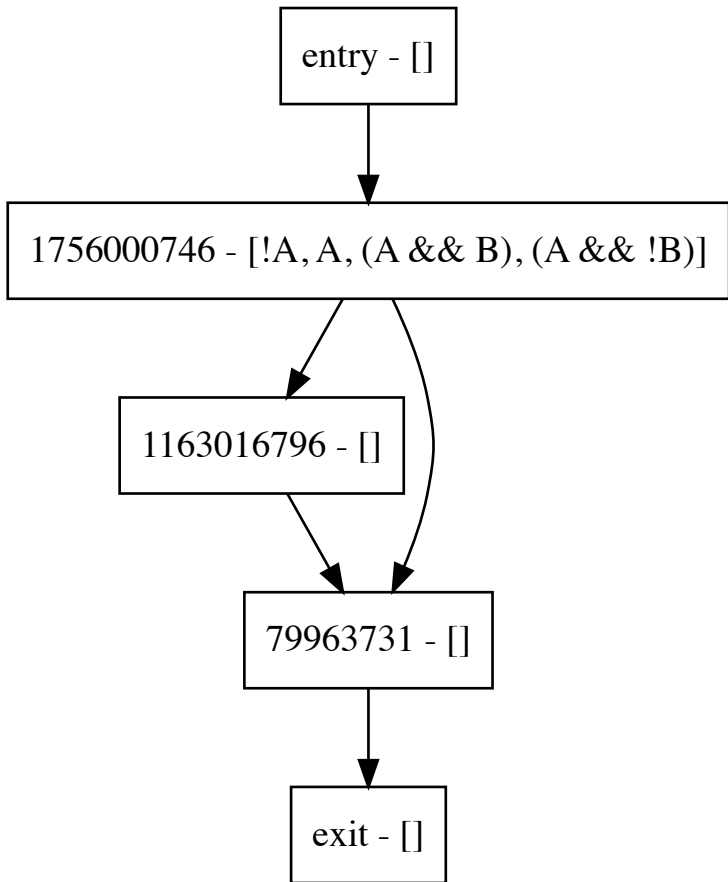 entry - []
1756000746 - [!A, A, (A && B), (A && !B)]
1163016796 - []
79963731 - []
exit - []